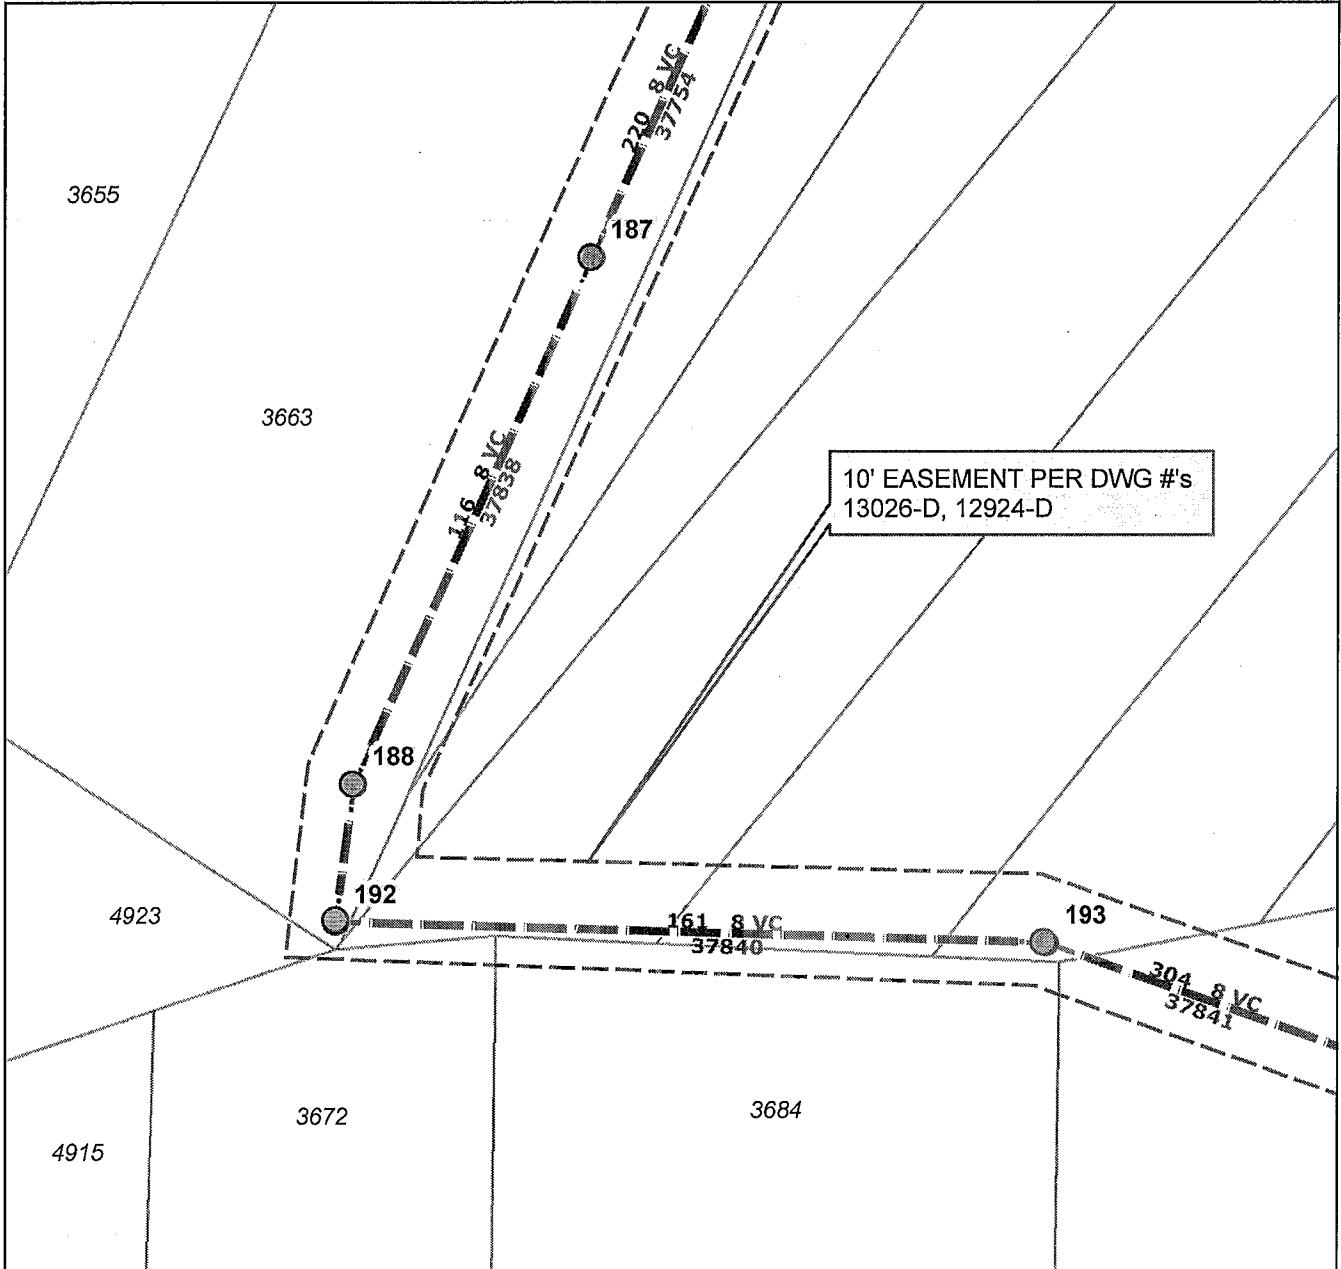 220 8 VC
37754
3655
187
3663
116 8 VC
37838
10' EASEMENT PER DWG #'s
13026-D, 12924-D
188
192
4923
161 8 VC
37840
193
304 8 VC
37841
3672
3684
4915